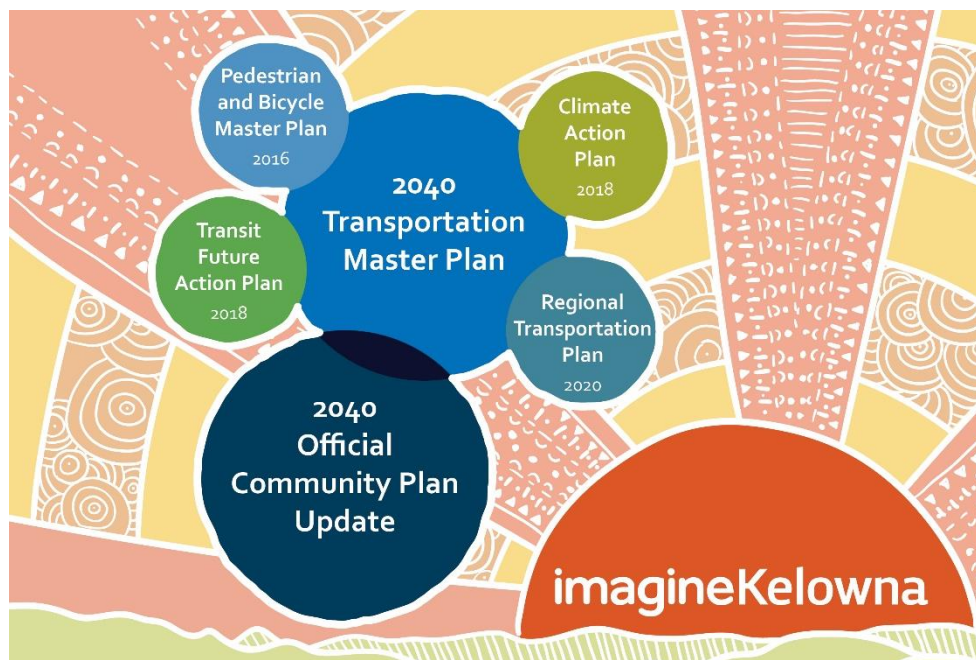 Pedestrian
and Bicycle
Master Plan
2016
Climate
Action
Plan
2018
2040
Transportation
Master Plan
Transit
Future
Action Plan
2018
Regional
Transportation
Plan
2020
2040
Official
Community Plan
Update
imagineKelowna